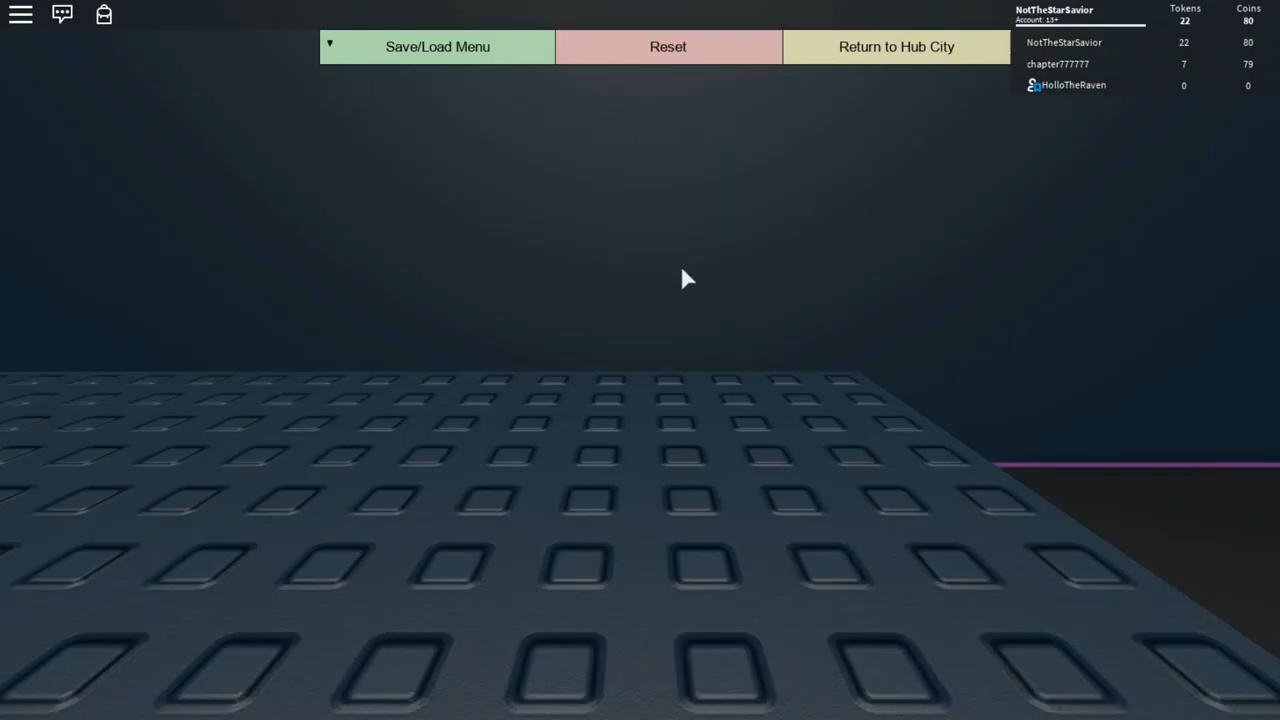 NotTheStarSavior Tokens Coins
Account: 13+ 22 80
Save/Load Menu Reset Return to Hub City
NotTheStarSavior 22 80
chapter777777 7 79
HolloTheRaven 0 0